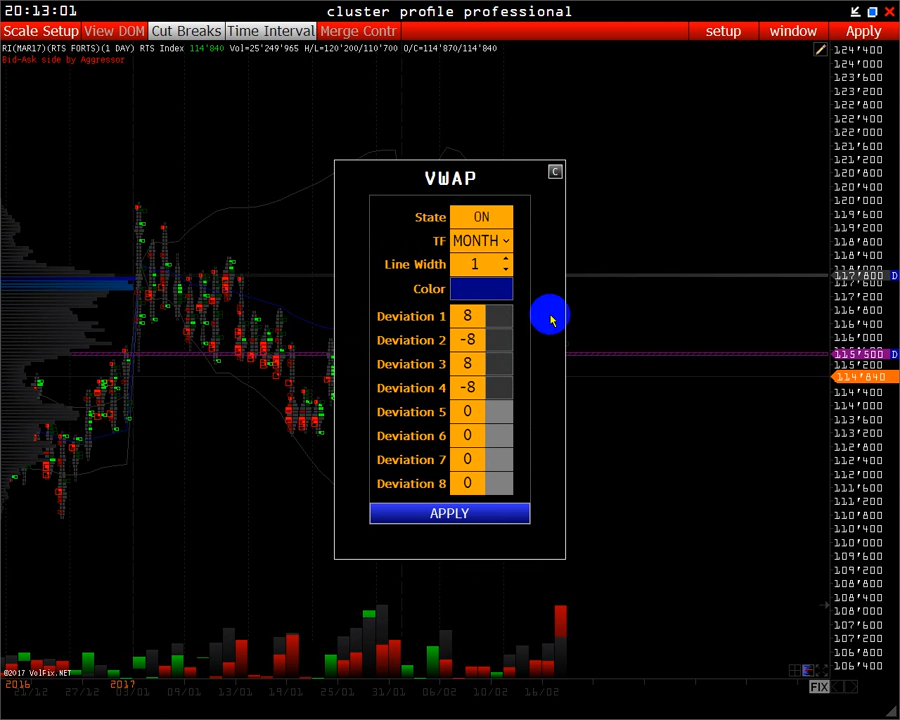 20:13:01 cluster profile professional
Scale Setup View DOM Cut Breaks Time Interval Merge Contr setup window Apply
RI(MAR17)(RTS FORTS)(1 DAY) RTS Index 114'840 Vol=25'249'965 H/L=120'200/110'700 O/C=114'870/114'840
Bid-Ask side by Aggressor
124'400
124'000
123'600
123'200
122'800
122'400
122'000
121'600
121'200
120'800
120'400
120'000
119'600
119'200
118'800
118'400
117'800 D
117'200
116'800
116'400
116'000
115'500 D
115'200
114'840
114'400
114'000
113'600
113'200
112'800
112'400
112'000
111'600
111'200
110'800
110'400
110'000
109'600
109'200
108'800
108'400
108'000
107'600
107'200
106'800
106'400
VWAP
C
State ON
TF MONTH
Line Width 1
Color
Deviation 1 8
Deviation 2 -8
Deviation 3 8
Deviation 4 -8
Deviation 5 0
Deviation 6 0
Deviation 7 0
Deviation 8 0
APPLY
©2017 VolFix.NET
2016 2017
21/12 27/12 03/01 09/01 13/01 19/01 25/01 31/01 06/02 10/02 16/02
FIX